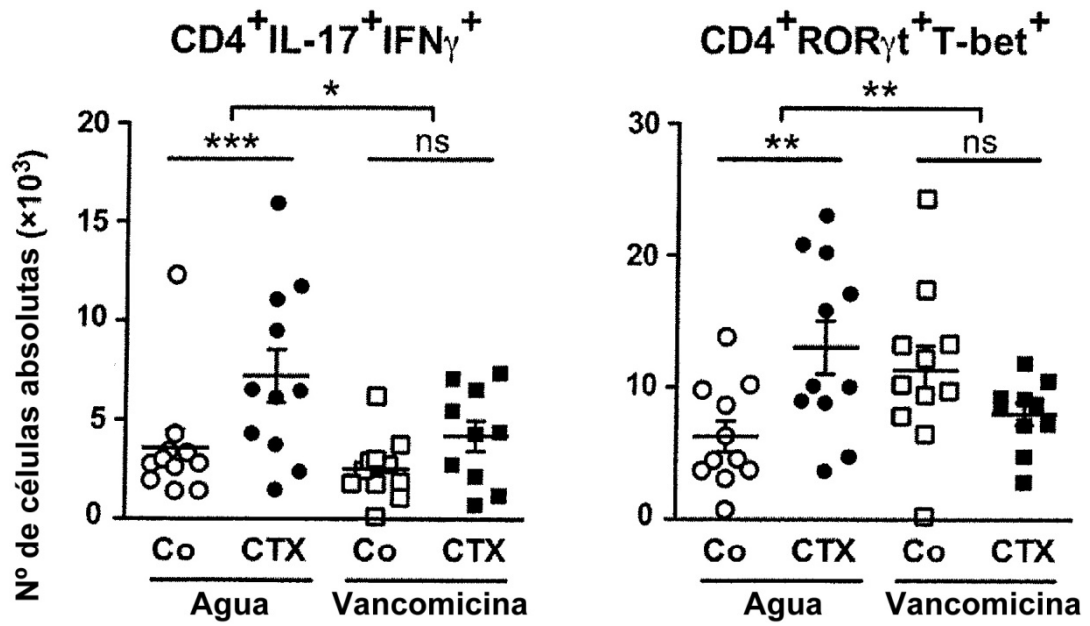 CD4⁺IL-17⁺IFNγ⁺
*
*** ns
20
15
10
5
0
Nº de células absolutas (×10³)
Co CTX Co CTX
Agua Vancomicina
CD4⁺RORγt⁺T-bet⁺
**
** ns
30
20
10
0
Co CTX Co CTX
Agua Vancomicina